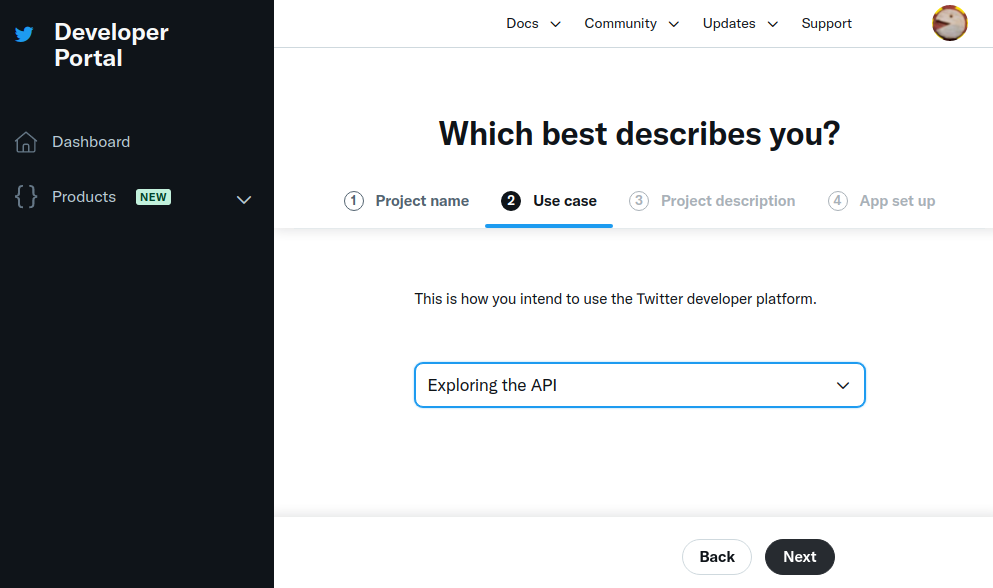 Developer
Portal
Docs Community Updates Support
Dashboard
Products NEW
Which best describes you?
1 Project name 2 Use case 3 Project description 4 App set up
This is how you intend to use the Twitter developer platform.
Exploring the API
Back Next